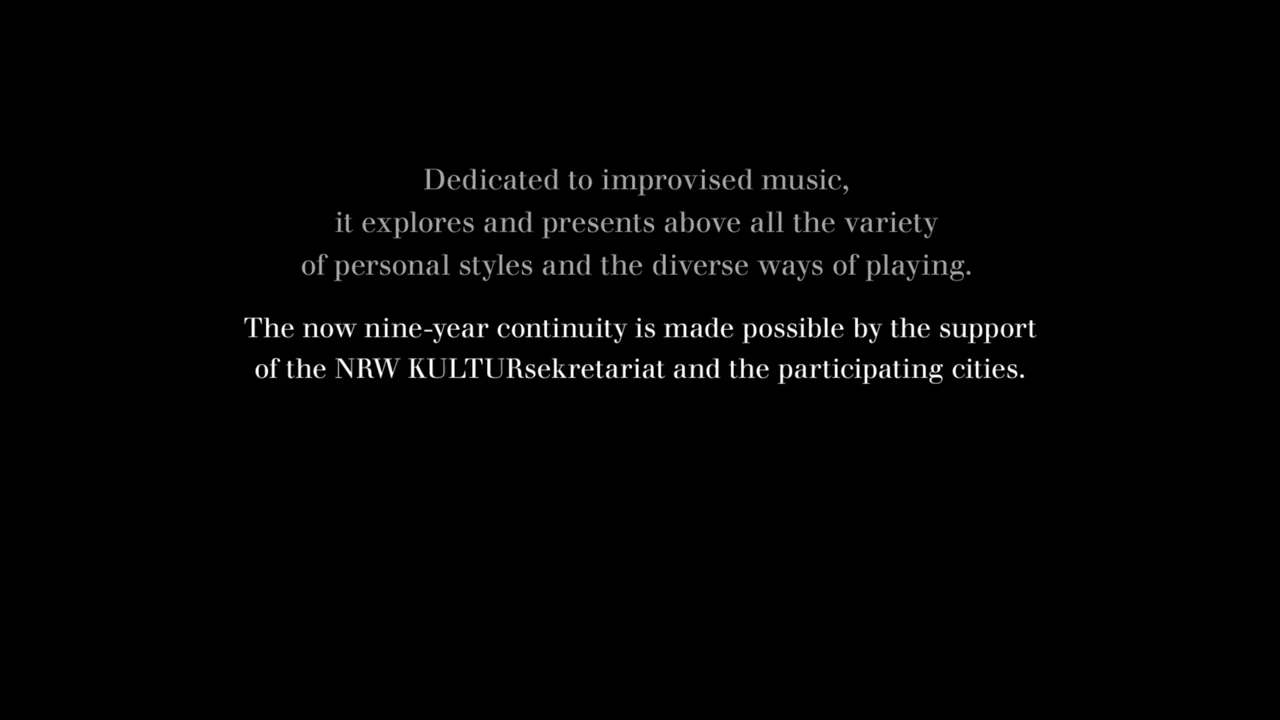 Dedicated to improvised music,
it explores and presents above all the variety
of personal styles and the diverse ways of playing.
The now nine-year continuity is made possible by the support
of the NRW KULTURsekretariat and the participating cities.